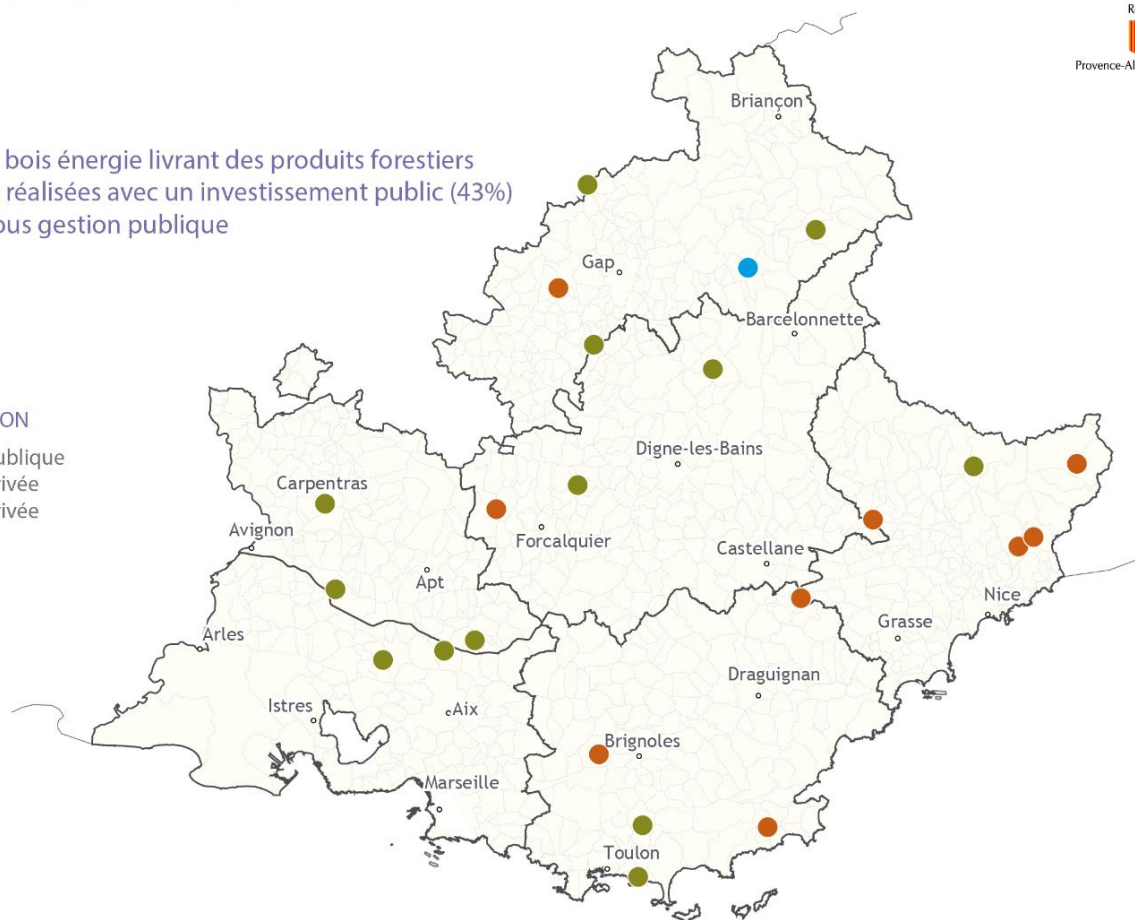 Provence-Al
Briançon
bois énergie livrant des produits forestiers
réalisées avec un investissement public (43%)
ous gestion publique
Gap
Barcelonnette
ON
ublique
rivée
rivée
Digne-les-Bains
Carpentras
Avignon
Forcalquier
Castellane
Apt
Nice
Grasse
Arles
Draguignan
Istres
Aix
Brignoles
Marseille
Toulon